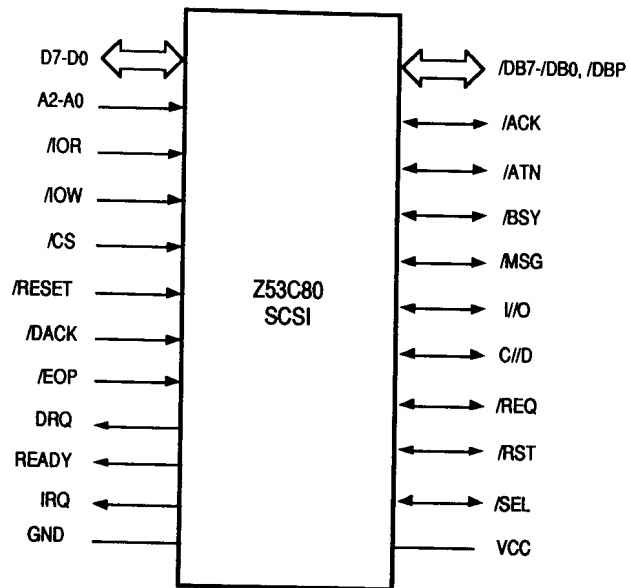 D7-D0
A2-A0
/IOR
/IOW
/CS
/RESET
/DACK
/EOP
DRQ
READY
IRQ
GND
Z53C80
SCSI
/DB7-/DB0, /DBP
/ACK
/ATN
/BSY
/MSG
I//O
C//D
/REQ
/RST
/SEL
VCC